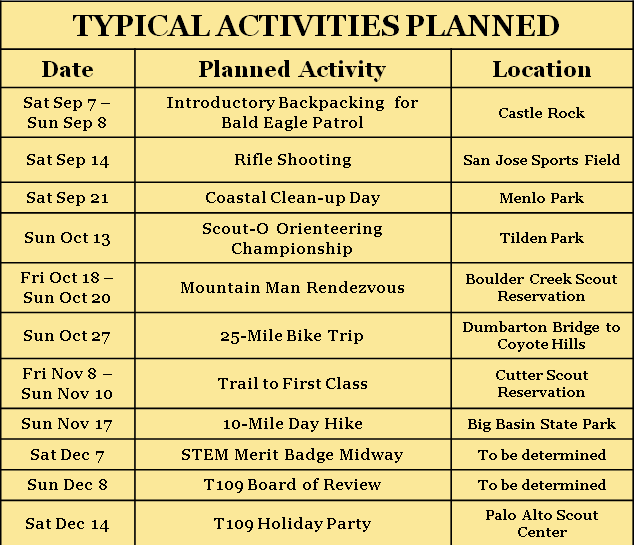 TYPICAL ACTIVITIES PLANNED
Date Planned Activity Location
Sat Sep 7 –
Sun Sep 8
Introductory Backpacking for
Bald Eagle Patrol
Castle Rock
Sat Sep 14 Rifle Shooting San Jose Sports Field
Sat Sep 21 Coastal Clean-up Day Menlo Park
Sun Oct 13
Scout-O Orienteering
Championship
Tilden Park
Fri Oct 18 –
Sun Oct 20
Mountain Man Rendezvous
Boulder Creek Scout
Reservation
Sun Oct 27
25-Mile Bike Trip
Dumbarton Bridge to
Coyote Hills
Fri Nov 8 –
Sun Nov 10
Trail to First Class
Cutter Scout
Reservation
Sun Nov 17 10-Mile Day Hike Big Basin State Park
Sat Dec 7 STEM Merit Badge Midway To be determined
Sun Dec 8 T109 Board of Review To be determined
Sat Dec 14
T109 Holiday Party
Palo Alto Scout
Center